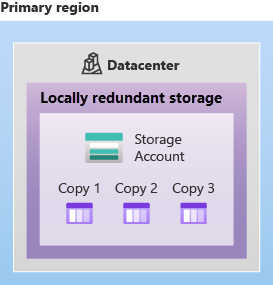 Primary region
Datacenter
Locally redundant storage
Storage
Account
Copy 1 Copy 2 Copy 3